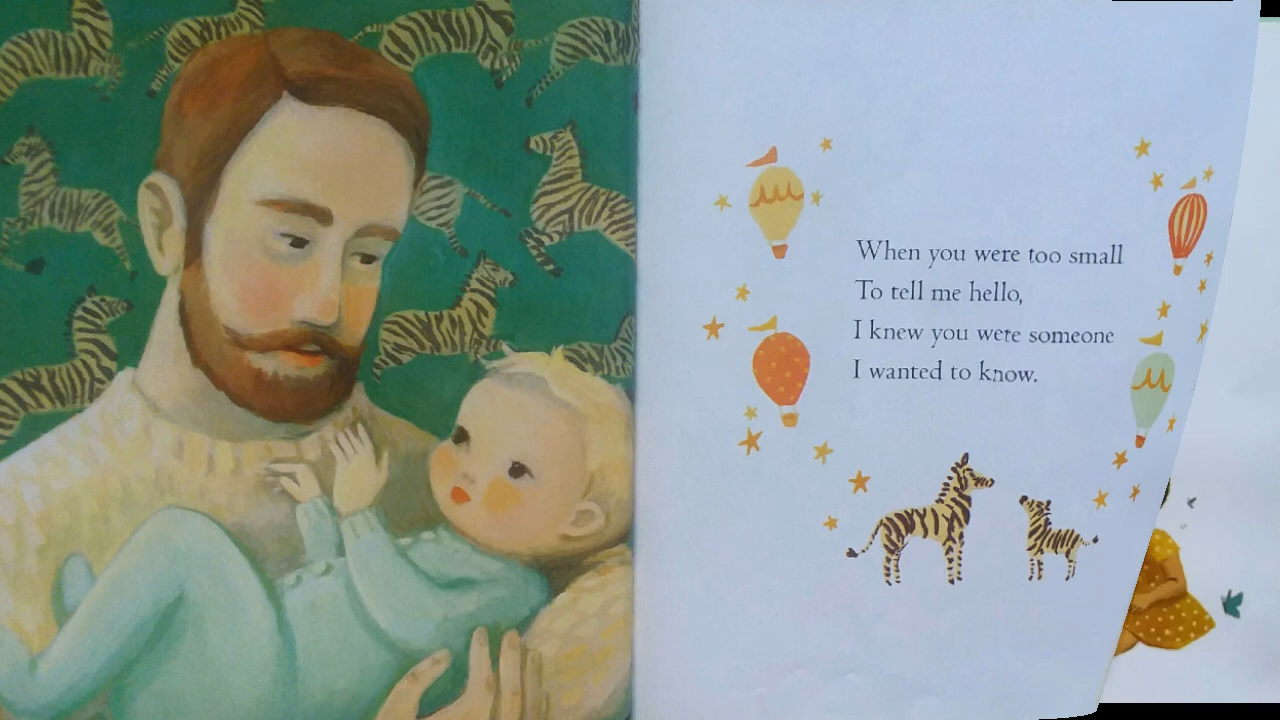 When you were too small
To tell me hello,
I knew you were someone
I wanted to know.